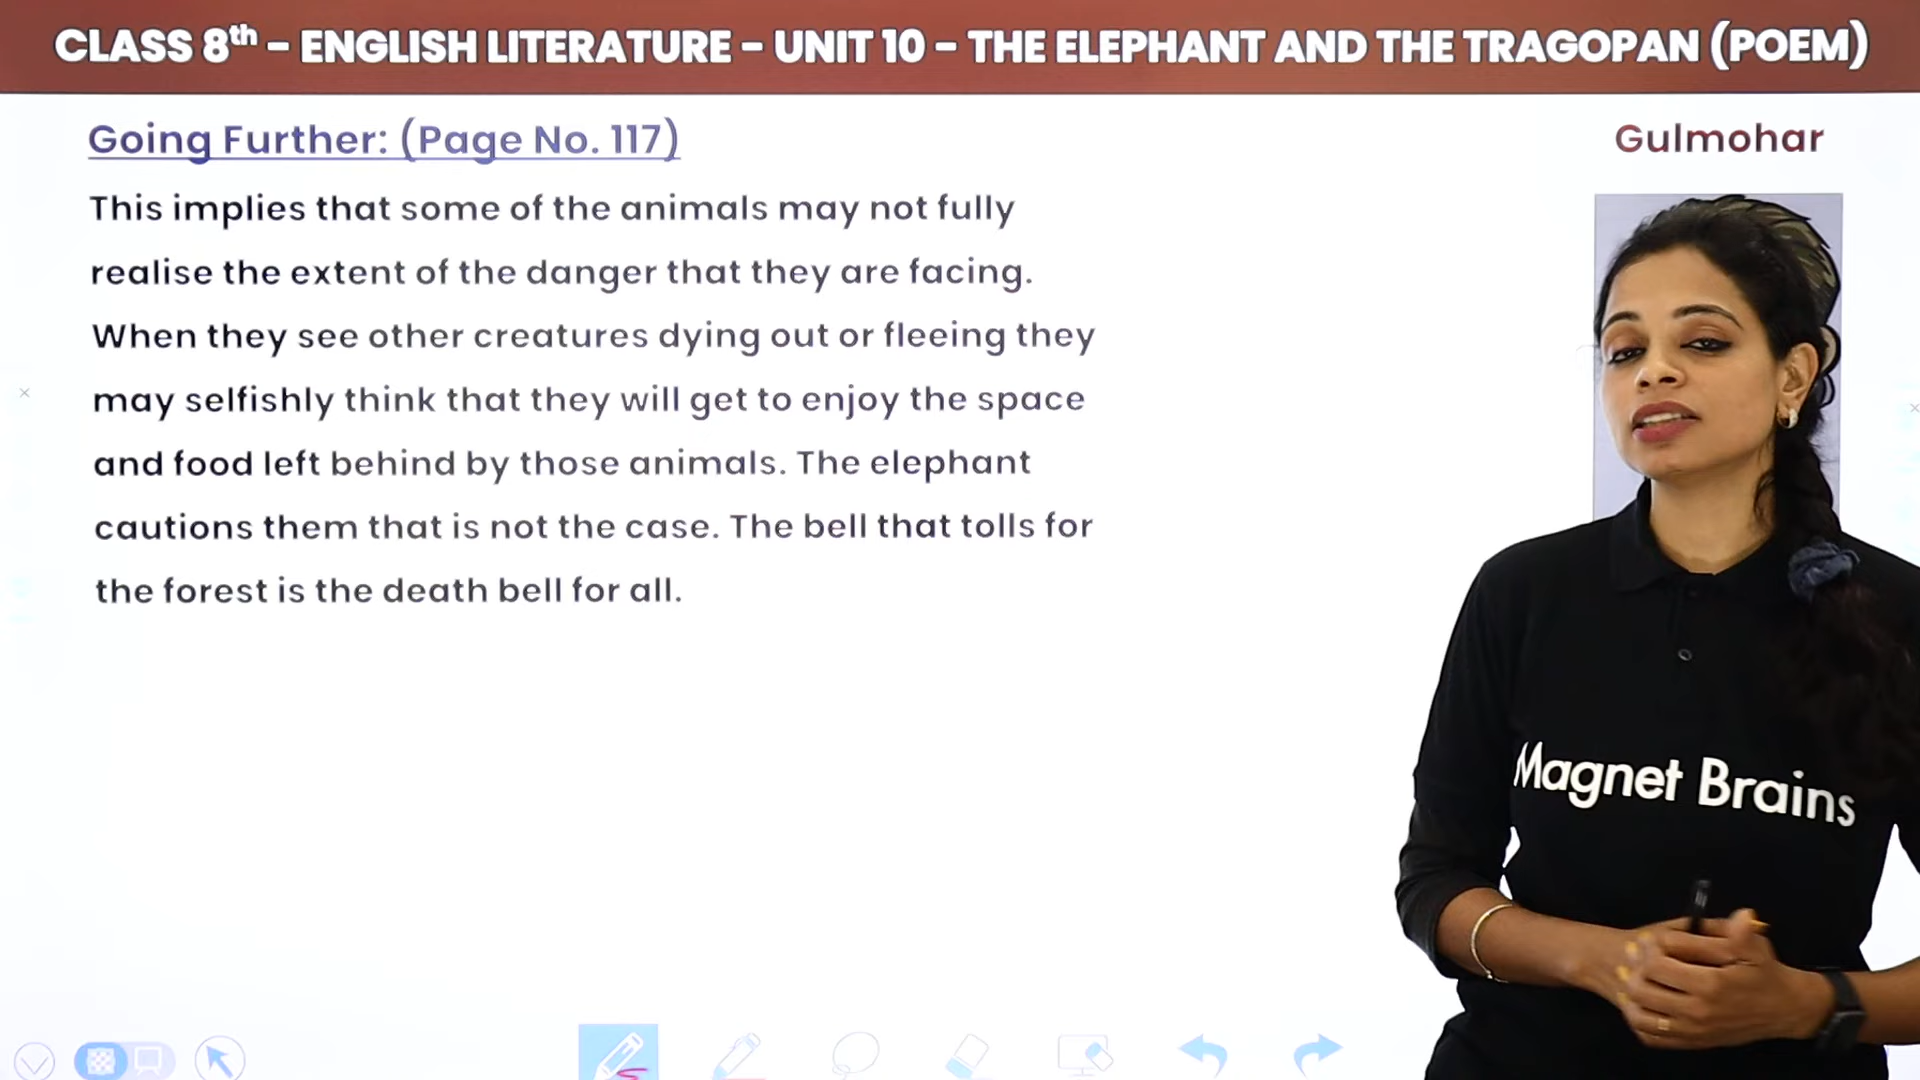 CLASS 8th - ENGLISH LITERATURE - UNIT 10 - THE ELEPHANT AND THE TRAGOPAN (POEM)
Going Further: (Page No. 117)
Gulmohar
This implies that some of the animals may not fully
realise the extent of the danger that they are facing.
When they see other creatures dying out or fleeing they
may selfishly think that they will get to enjoy the space
and food left behind by those animals. The elephant
cautions them that is not the case. The bell that tolls for
the forest is the death bell for all.
Magnet Brains